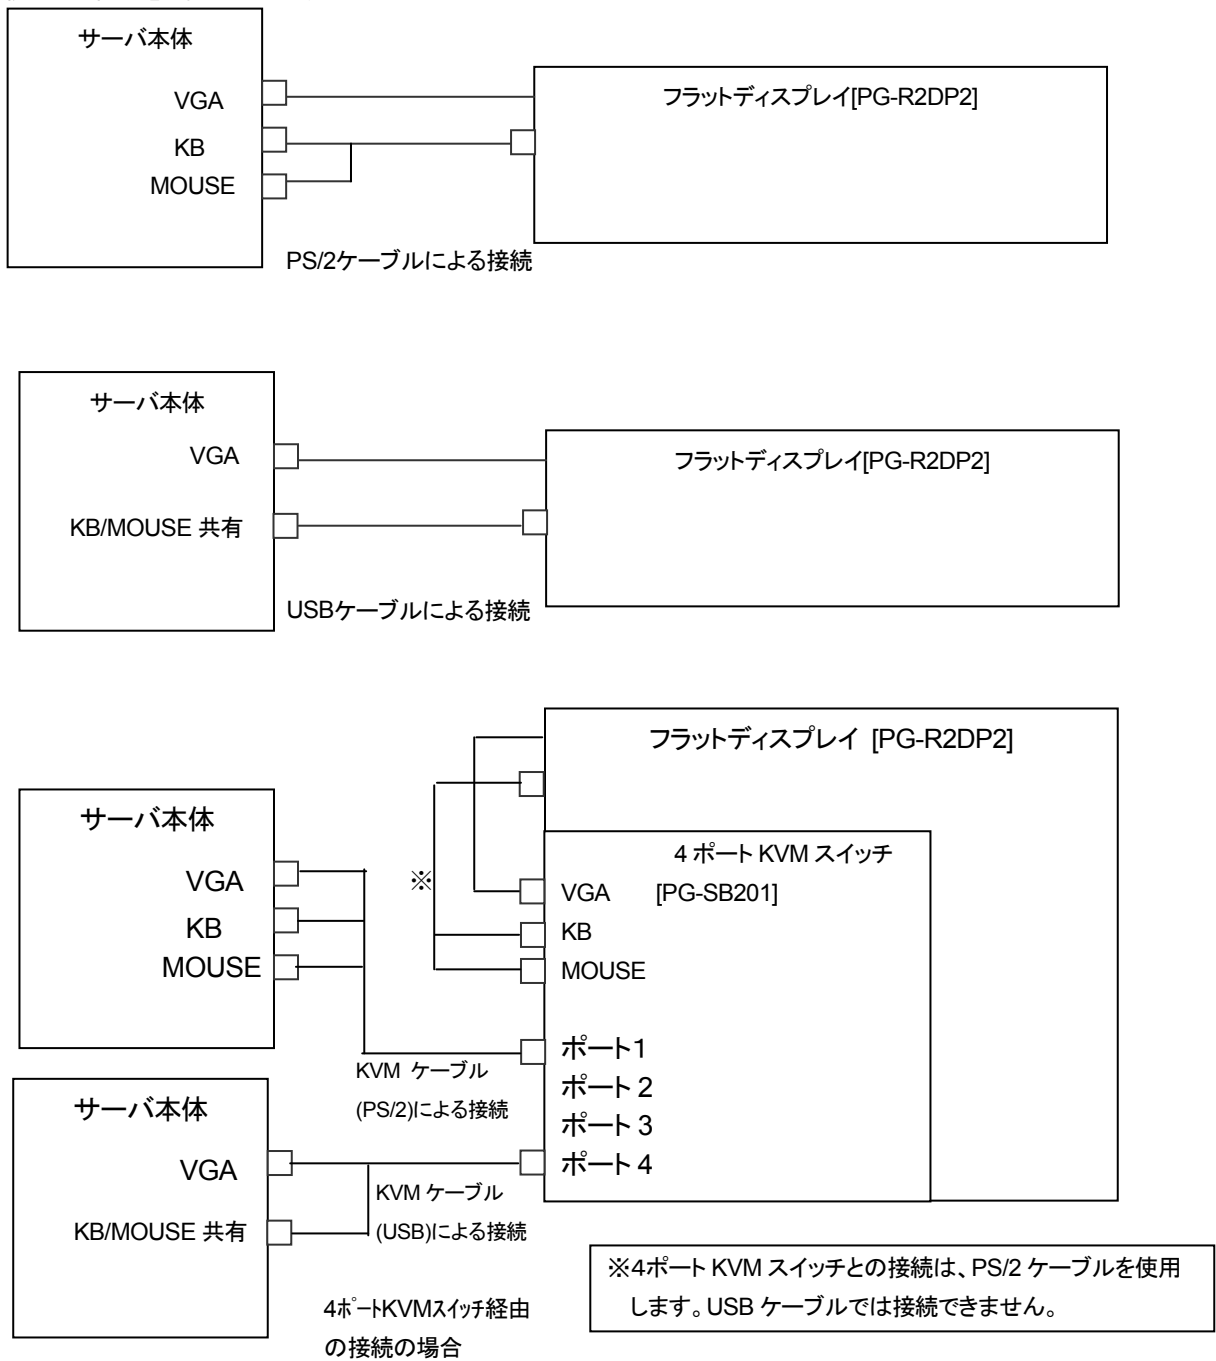 サーバ本体
VGA
KB
MOUSE
フラットディスプレイ[PG-R2DP2]
PS/2ケーブルによる接続
サーバ本体
VGA
KB/MOUSE 共有
フラットディスプレイ[PG-R2DP2]
USBケーブルによる接続
フラットディスプレイ [PG-R2DP2]
サーバ本体
VGA
KB
MOUSE
※
4 ポート KVM スイッチ
VGA [PG-SB201]
KB
MOUSE
ポート1
ポート 2
ポート 3
ポート 4
KVM ケーブル
(PS/2)による接続
サーバ本体
VGA
KB/MOUSE 共有
KVM ケーブル
(USB)による接続
4ポートKVMスイッチ経由
の接続の場合
※4ポート KVM スイッチとの接続は、PS/2 ケーブルを使用
します。USB ケーブルでは接続できません。